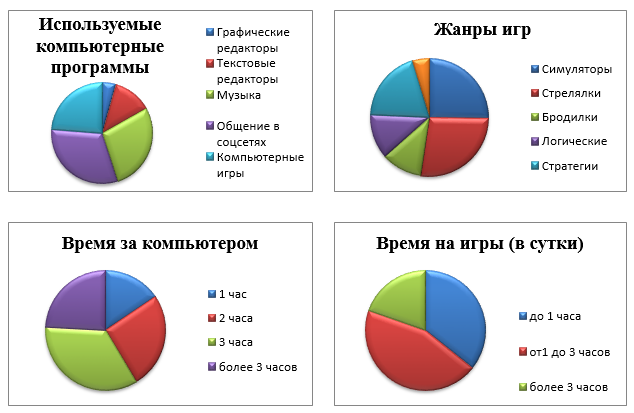 Используемые
компьютерные
программы
Графические
редакторы
Текстовые
редакторы
Музыка
Общение в
соцсетях
Компьютерные
игры
Жанры игр
Симуляторы
Стрелялки
Бродилки
Логические
Стратегии
Время за компьютером
1 час
2 часа
3 часа
более 3 часов
Время на игры (в сутки)
до 1 часа
от1 до 3 часов
более 3 часов